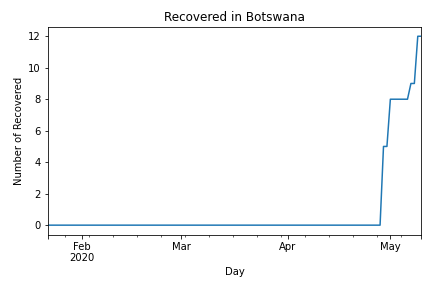 Recovered in Botswana
Number of Recovered
12
10
8
6
4
2
0
Feb
2020
Mar
Apr
May
Day